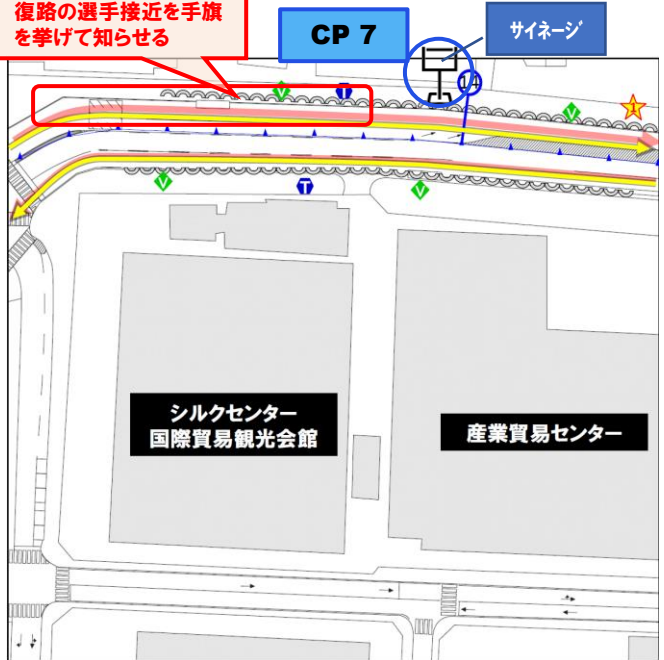 復路の選手接近を手旗
を挙げて知らせる
CP 7
サイネージ
14
V
T
V
1
V
T
V
シルクセンター
国際貿易観光会館
産業貿易センター